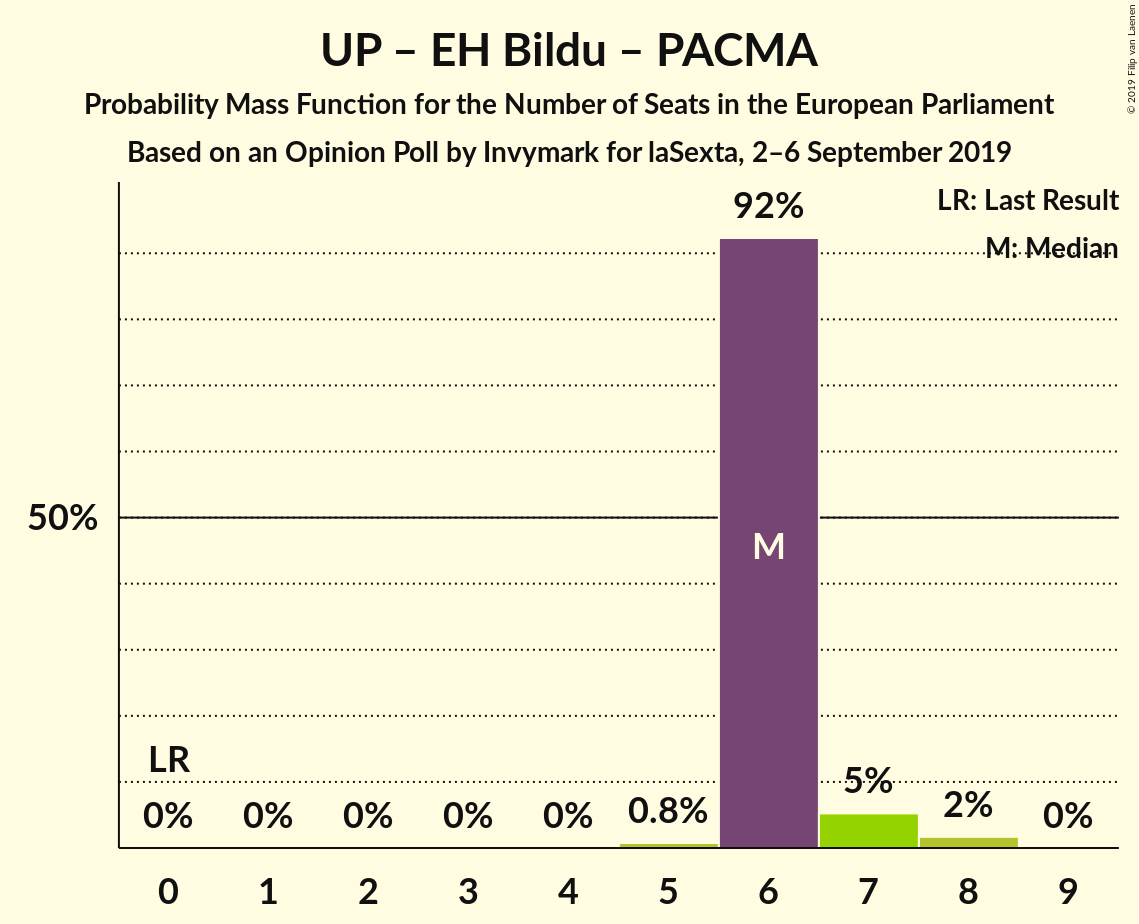 UP – EH Bildu – PACMA
Probability Mass Function for the Number of Seats in the European Parliament
Based on an Opinion Poll by Invymark for laSexta, 2–6 September 2019
© 2019 Filip van Laenen
LR: Last Result
M: Median
50%
92%
M
LR
0%
0%
0%
0%
0%
0.8%
5%
2%
0%
0 1 2 3 4 5 6 7 8 9